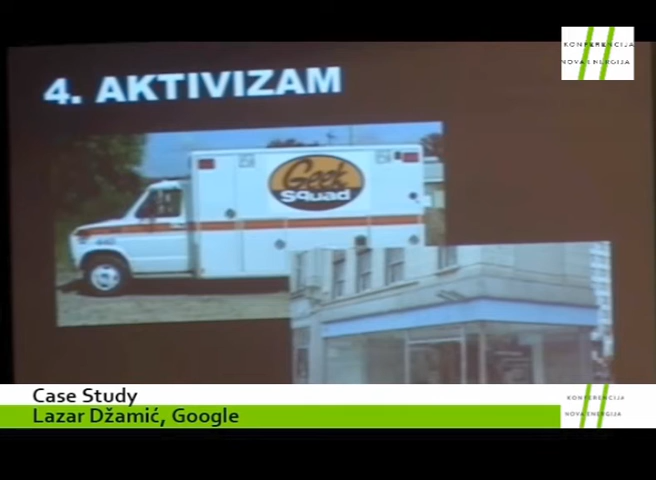 KONFERENCIJA
NOVA ENERGIJA
4. AKTIVIZAM
Geek
Squad
Case Study
Lazar Džamić, Google
KONFERENCIJA
NOVA ENERGIJA